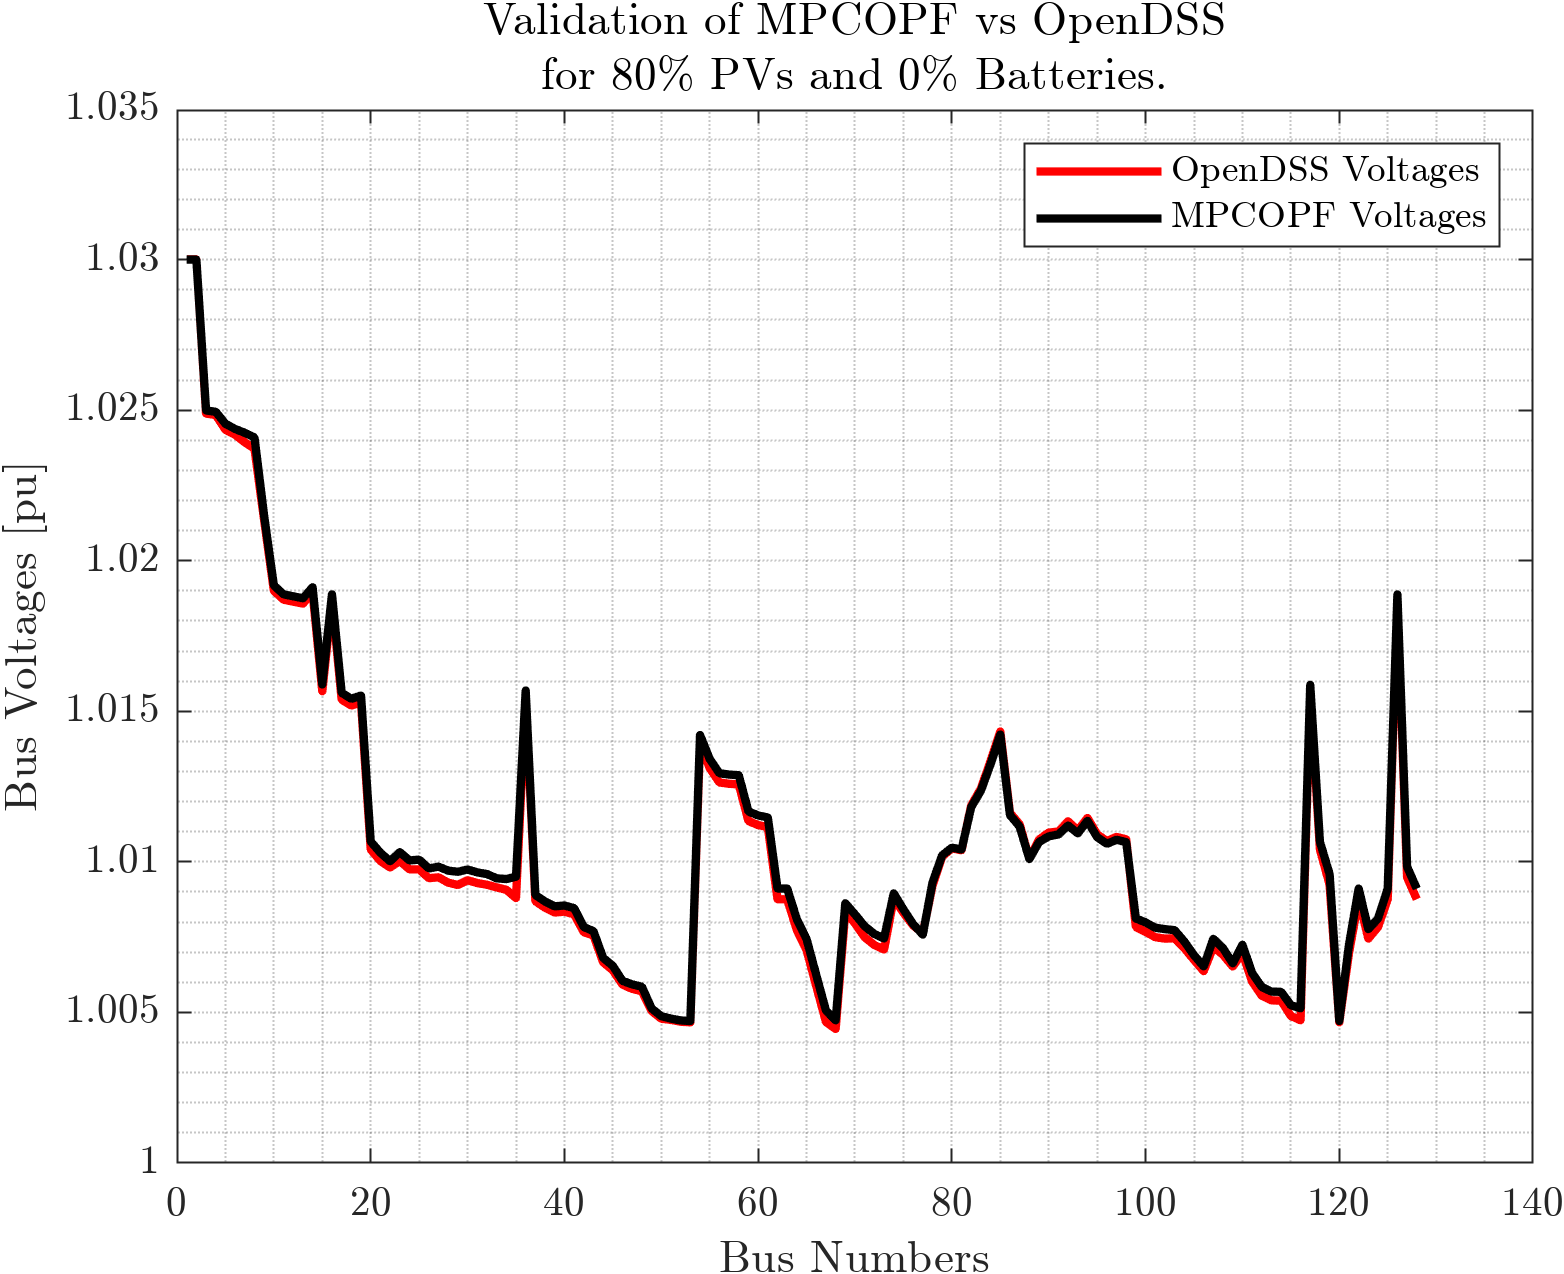 Validation of MPCOPF vs OpenDSS
for 80% PVs and 0% Batteries.
1.035
1.03
1.025
1.02
1.015
1.01
1.005
1
Bus Voltages [pu]
OpenDSS Voltages
MPCOPF Voltages
0 20 40 60 80 100 120 140
Bus Numbers